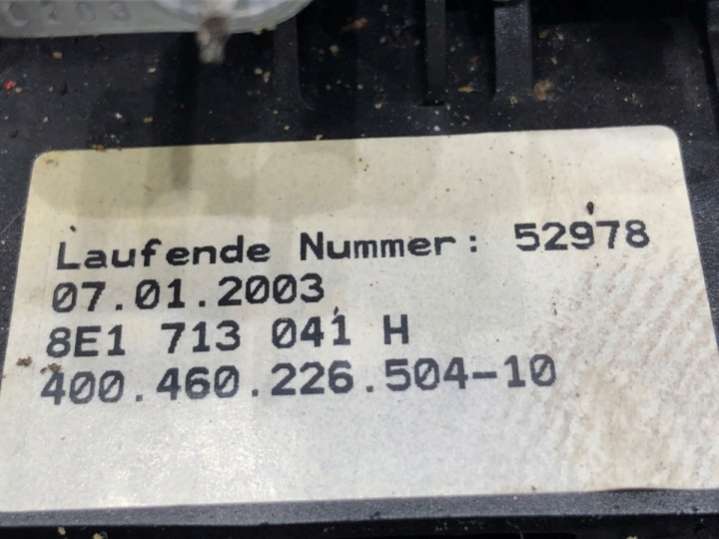 Laufende Nummer: 52978
07.01.2003
8E1 713 041 H
400.460.226.504-10